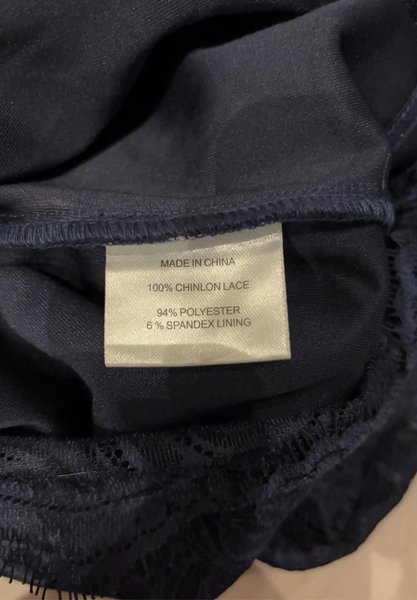 MADE IN CHINA
100% CHINLON LACE
94% POLYESTER
6 % SPANDEX LINING